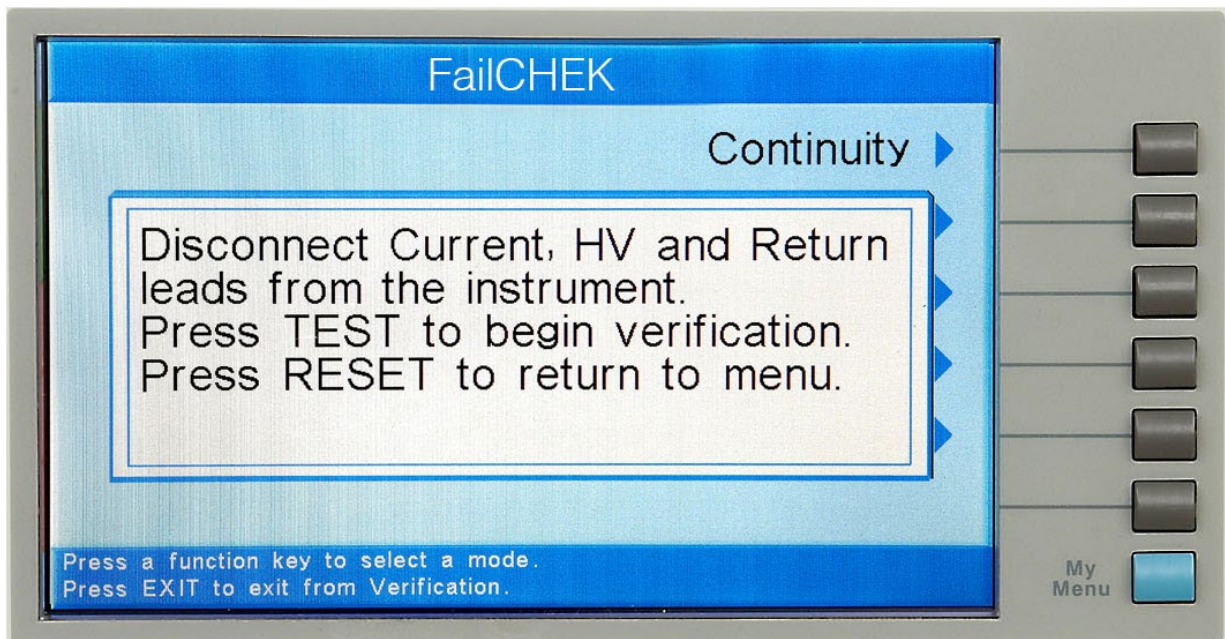 FailCHEK
Continuity
Disconnect Current, HV and Return
leads from the instrument.
Press TEST to begin verification.
Press RESET to return to menu.
Press a function key to select a mode.
Press EXIT to exit from Verification.
My
Menu